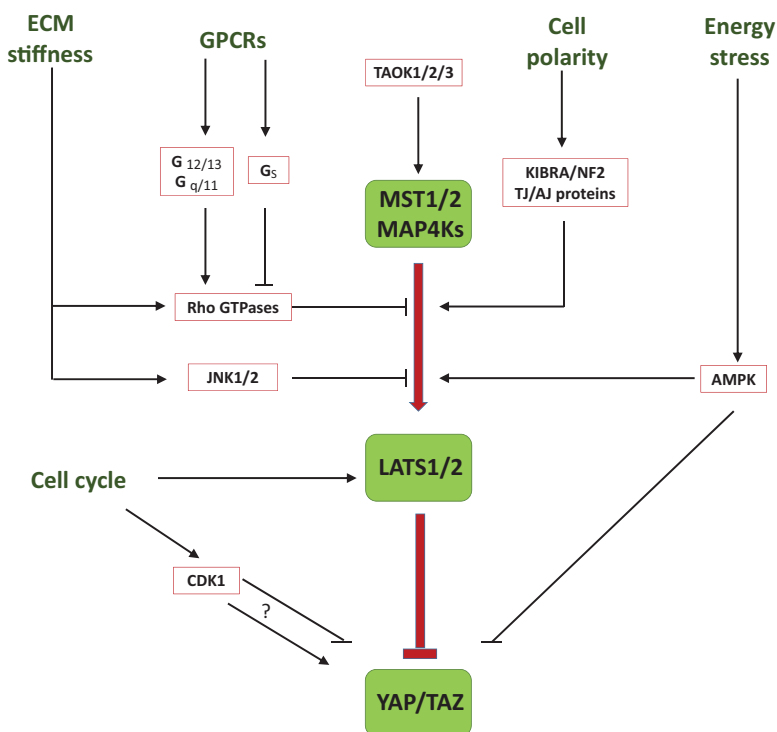 ECM
stiffness
GPCRs
Cell
polarity
Energy
stress
TAOK1/2/3
G 12/13
G q/11
GS
MST1/2
MAP4Ks
KIBRA/NF2
TJ/AJ proteins
Rho GTPases
JNK1/2
AMPK
LATS1/2
Cell cycle
CDK1
?
YAP/TAZ